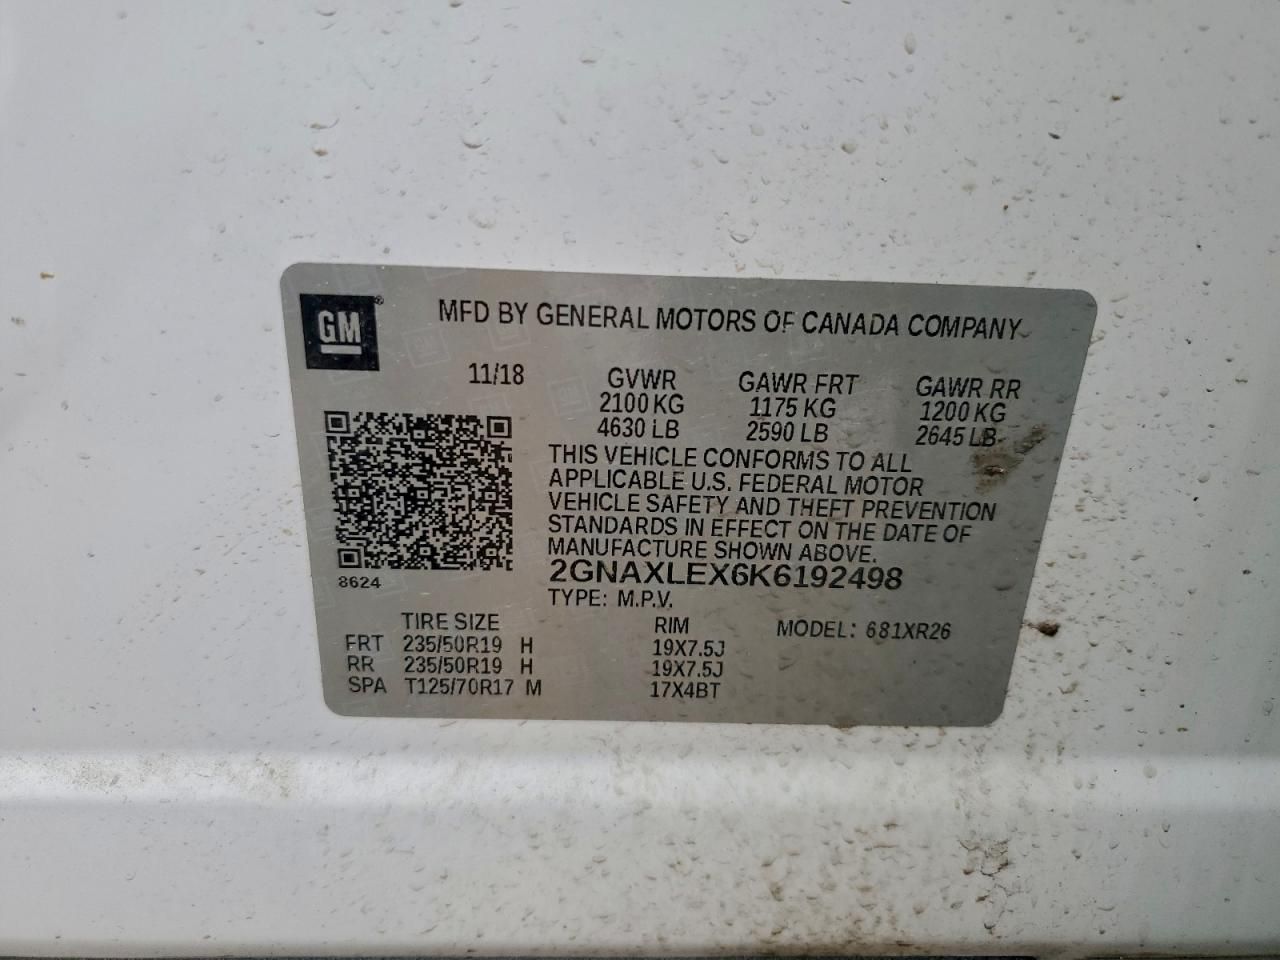 GM®
MFD BY GENERAL MOTORS OF CANADA COMPANY
11/18
GVWR GAWR FRT GAWR RR
2100 KG 1175 KG 1200 KG
4630 LB 2590 LB 2645 LB
THIS VEHICLE CONFORMS TO ALL
APPLICABLE U.S. FEDERAL MOTOR
VEHICLE SAFETY AND THEFT PREVENTION
STANDARDS IN EFFECT ON THE DATE OF
MANUFACTURE SHOWN ABOVE.
8624
2GNAXLEX6K6192498
TYPE: M.P.V.
TIRE SIZE RIM MODEL: 681XR26
FRT 235/50R19 H 19X7.5J
RR 235/50R19 H 19X7.5J
SPA T125/70R17 M 17X4BT